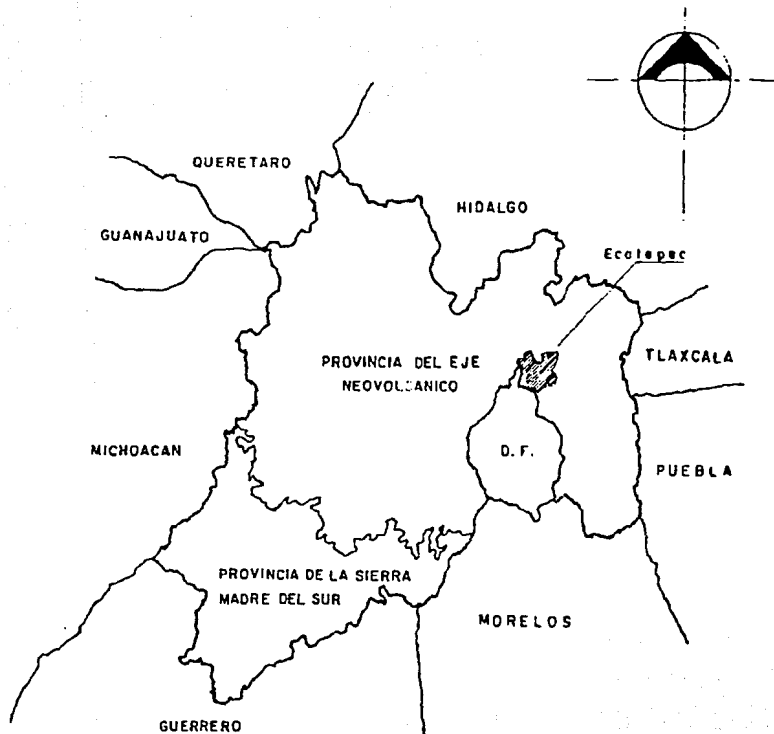 QUERETARO
HIDALGO
GUANAJUATO
Ecatepec
PROVINCIA DEL EJE
NEOVOLCANICO
TLAXCALA
MICHOACAN
D.F.
PUEBLA
PROVINCIA DE LA SIERRA
MADRE DEL SUR
MORELOS
GUERRERO